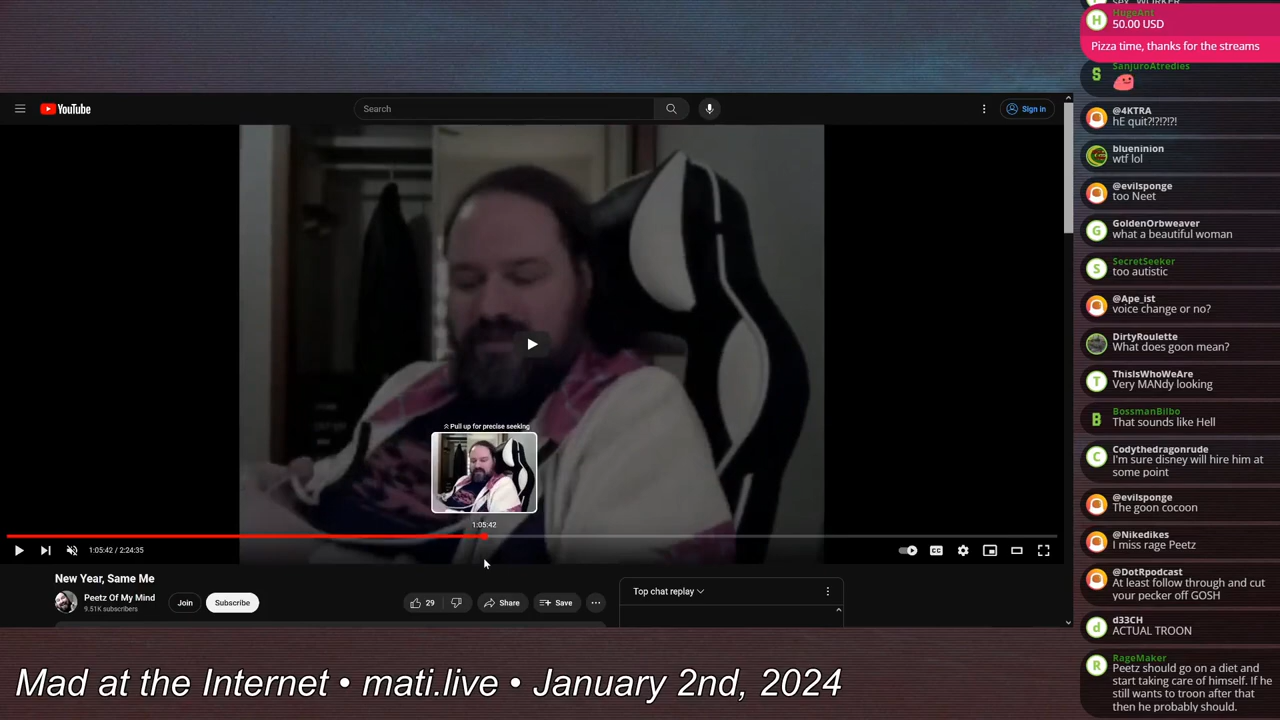 sex, WORKER
HugeAnt
50.00 USD
Pizza time, thanks for the streams
SanjuroAtredies
@4KTRA
hE quit?!?!?!?!
blueninion
wtf lol
@evilsponge
too Neet
GoldenOrbweaver
what a beautiful woman
SecretSeeker
too autistic
@Ape_ist
voice change or no?
DirtyRoulette
What does goon mean?
ThisIsWhoWeAre
Very MANdy looking
BossmanBilbo
That sounds like Hell
Codythedragonrude
I'm sure disney will hire him at
some point
@evilsponge
The goon cocoon
@Nikedikes
I miss rage Peetz
@DotRpodcast
At least follow through and cut
your pecker off GOSH
d33CH
ACTUAL TROON
RageMaker
Peetz should go on a diet and
start taking care of himself. If he
still wants to troon after that
then he probably should.
YouTube
Search
Sign in
Pull up for precise seeking
1:05:42
1:05:42 / 2:24:35
New Year, Same Me
Peetz Of My Mind
9.51K subscribers
Join
Subscribe
29
Share
Save
Top chat replay
Mad at the Internet • mati.live • January 2nd, 2024